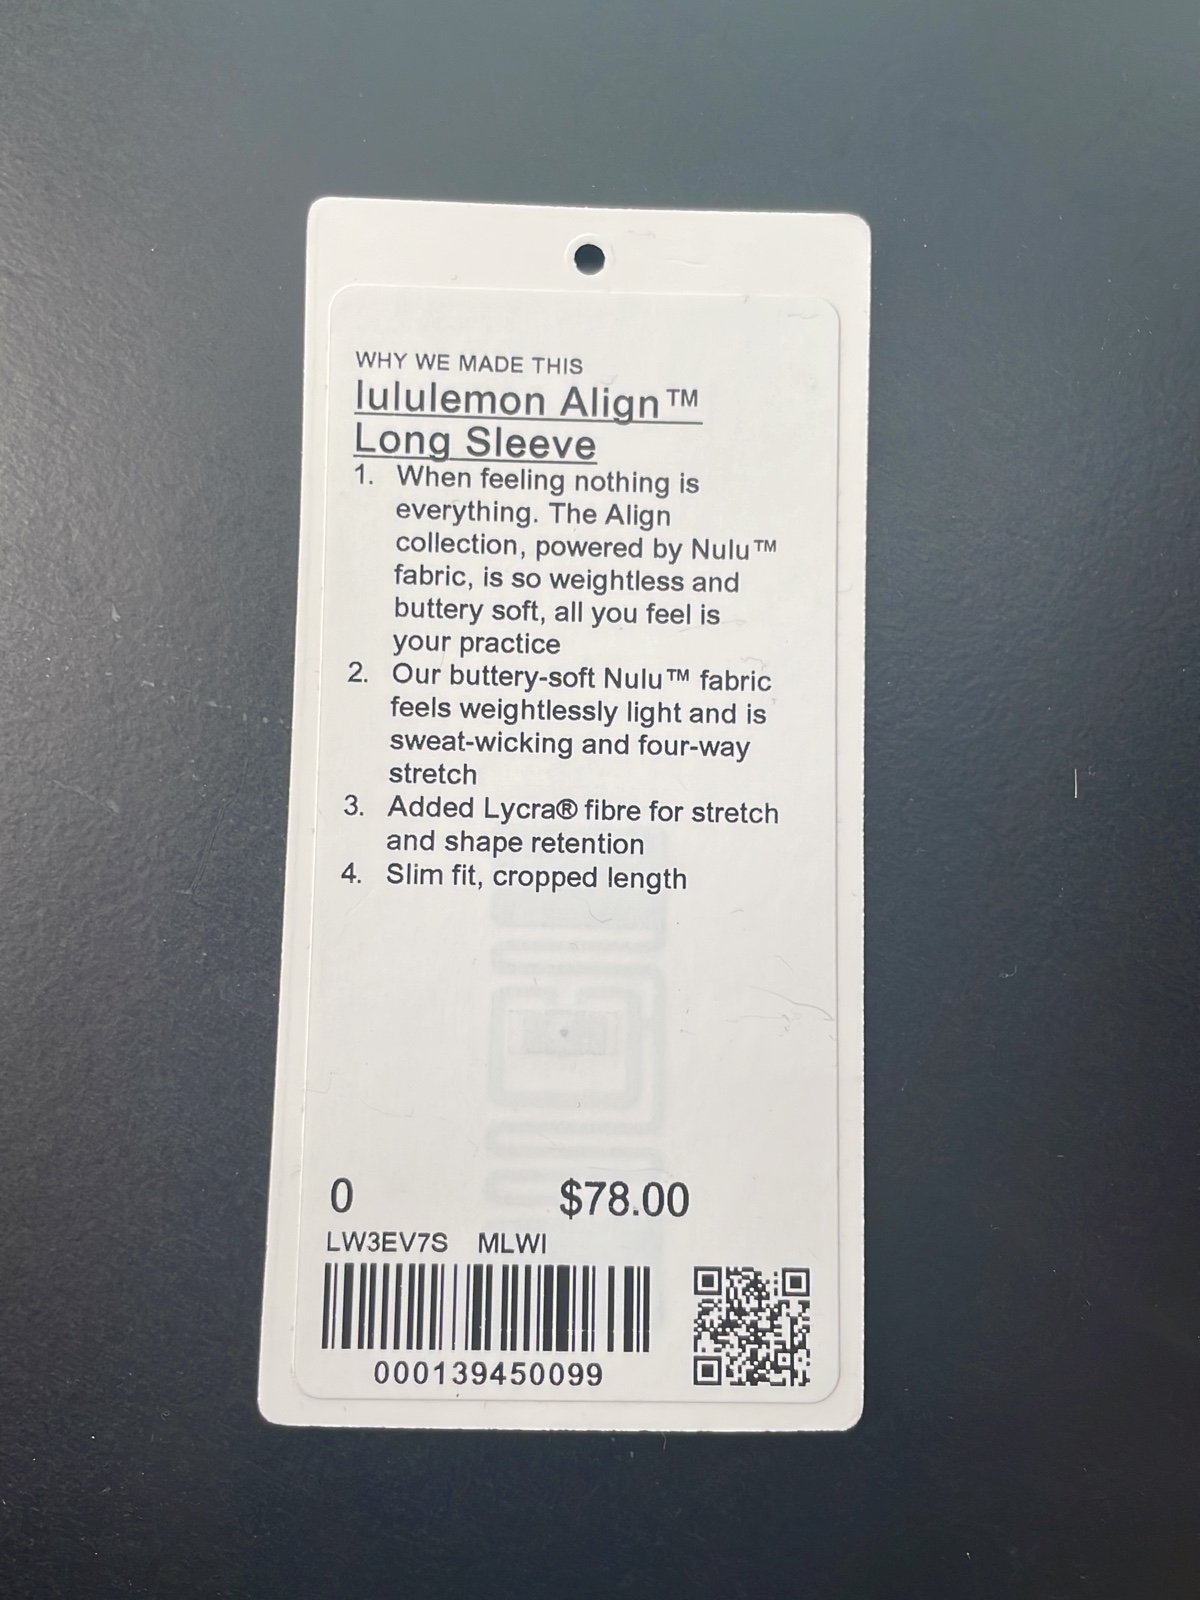 WHY WE MADE THIS
lululemon Align™
Long Sleeve
1. When feeling nothing is
everything. The Align
collection, powered by Nulu™
fabric, is so weightless and
buttery soft, all you feel is
your practice
2. Our buttery-soft Nulu™ fabric
feels weightlessly light and is
sweat-wicking and four-way
stretch
3. Added Lycra® fibre for stretch
and shape retention
4. Slim fit, cropped length
0 $78.00
LW3EV7S MLWI
000139450099